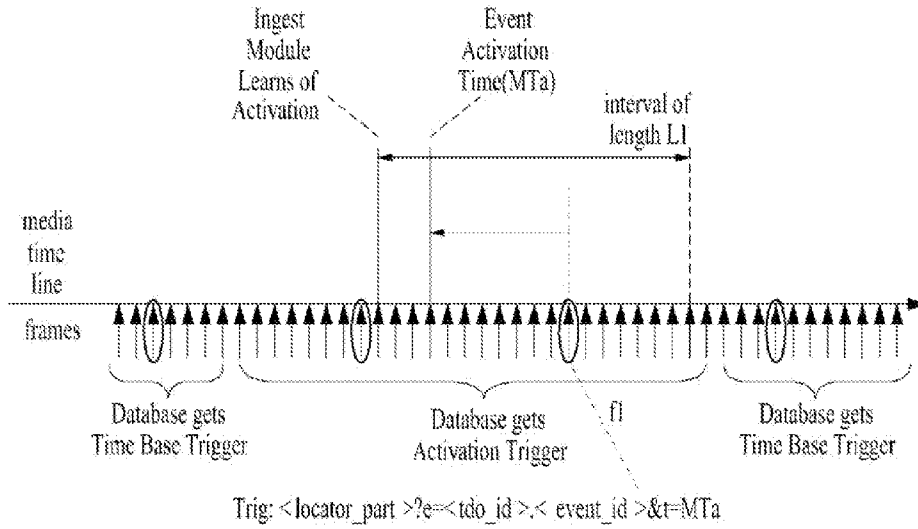 Ingest
Module
Learns of
Activation
Event
Activation
Time(MTa)
interval of
length L1
media
time
line
frames
Database gets
Time Base Trigger
Database gets
Activation Trigger
f1
Database gets
Time Base Trigger
Trig: <locator_part >?e=<tdo_id >.< event_id >&t=MTa